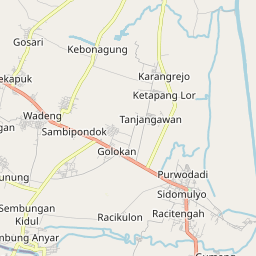 Gosari
Kebonagung
Karangrejo
ekapuk
Ketapang Lor
Wadeng
Tanjangawan
ngan
Sambipondok
Golokan
Purwodadi
unung
Sidomulyo
Sembungan
Kidul
Racikulon
Racitengah
mbung Anyar